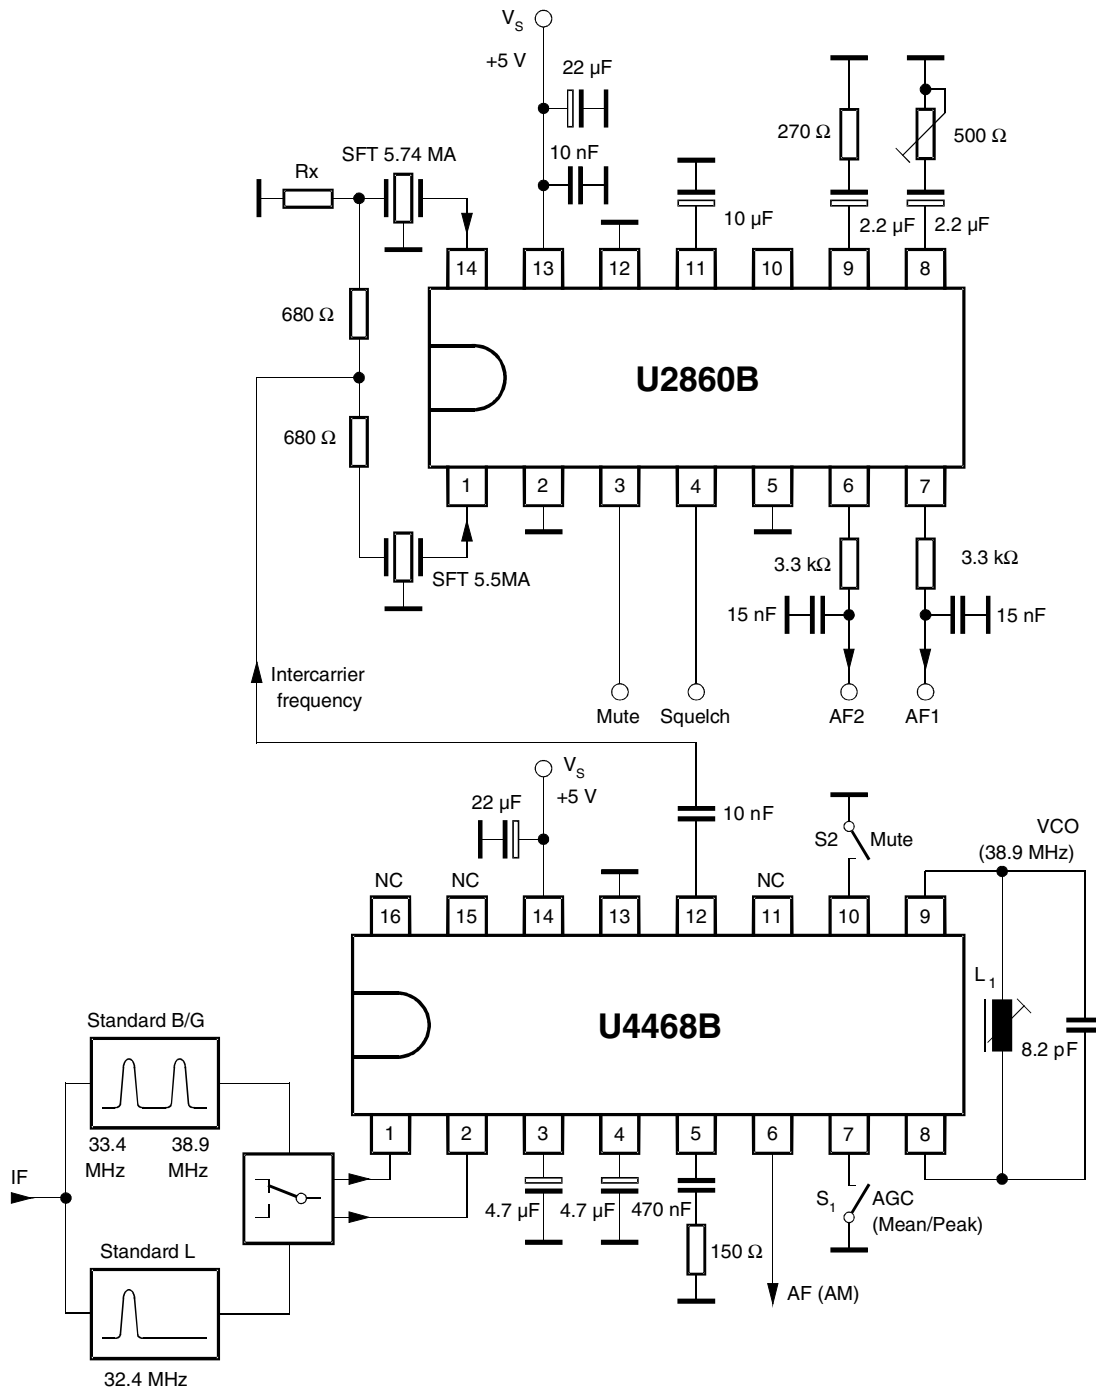 V_S
+5 V
22 µF
10 nF
SFT 5.74 MA
Rx
270 Ω
500 Ω
10 µF
2.2 µF
2.2 µF
14
13
12
11
10
9
8
680 Ω
U2860B
680 Ω
1
2
3
4
5
6
7
SFT 5.5MA
3.3 kΩ
3.3 kΩ
15 nF
15 nF
Intercarrier
frequency
Mute
Squelch
AF2
AF1
V_S
+5 V
22 µF
10 nF
S2
Mute
VCO
(38.9 MHz)
NC
NC
NC
16
15
14
13
12
11
10
9
L_1
8.2 pF
U4468B
Standard B/G
33.4
MHz
38.9
MHz
1
2
3
4
5
6
7
8
IF
4.7 µF
4.7 µF
470 nF
S_1
AGC
(Mean/Peak)
150 Ω
AF (AM)
Standard L
32.4 MHz